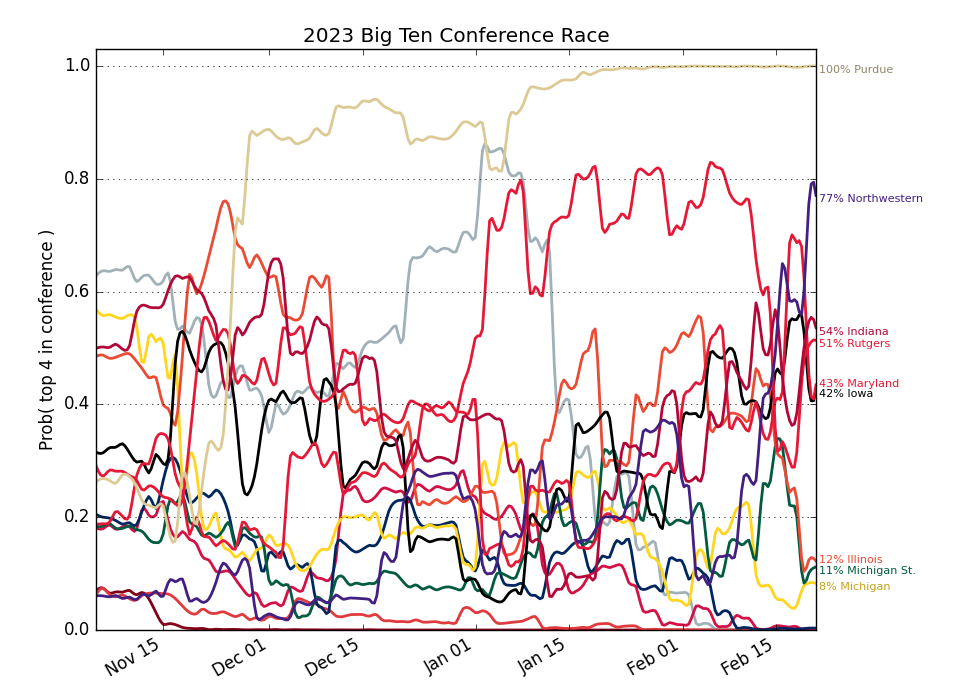 2023 Big Ten Conference Race
Prob( top 4 in conference )
1.0
0.8
0.6
0.4
0.2
0.0
Nov 15
Dec 01
Dec 15
Jan 01
Jan 15
Feb 01
Feb 15
100% Purdue
77% Northwestern
54% Indiana
51% Rutgers
43% Maryland
42% Iowa
12% Illinois
11% Michigan St.
8% Michigan